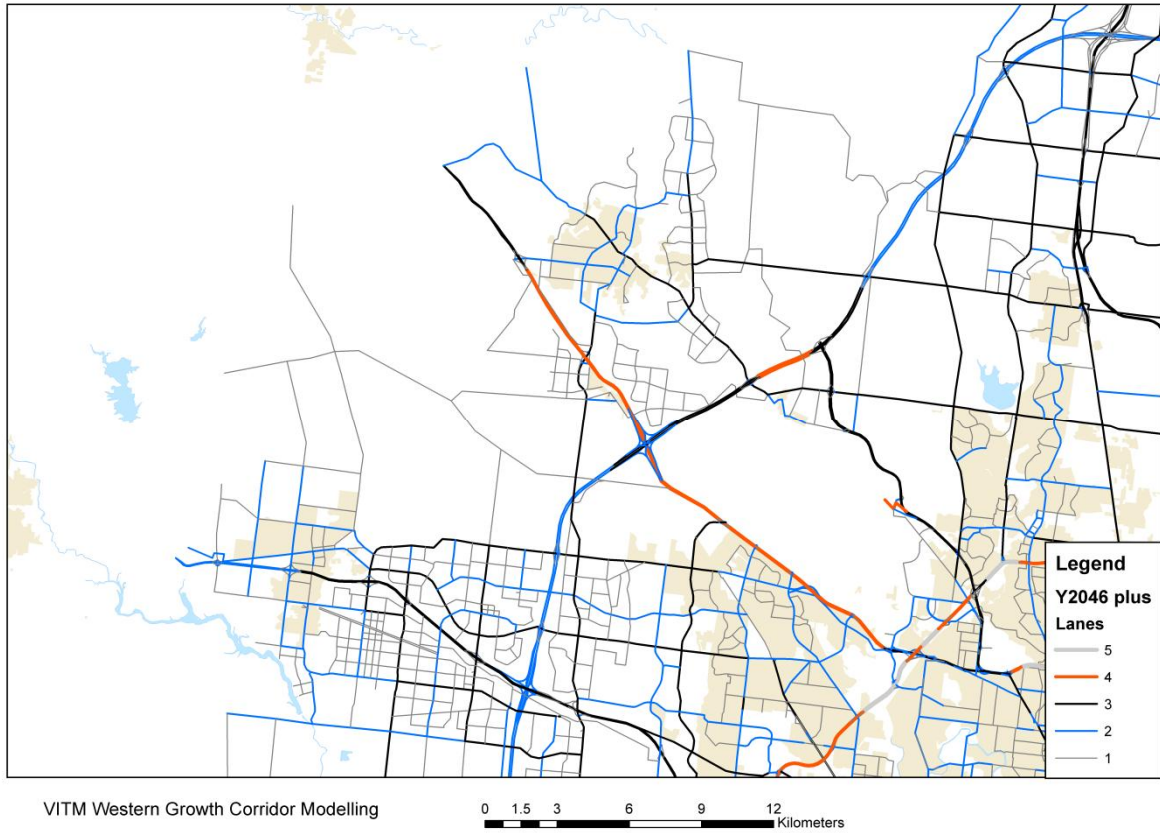 Legend
Y2046 plus
Lanes
5
4
3
2
1
VITM Western Growth Corridor Modelling
0 1.5 3 6 9 12
Kilometers